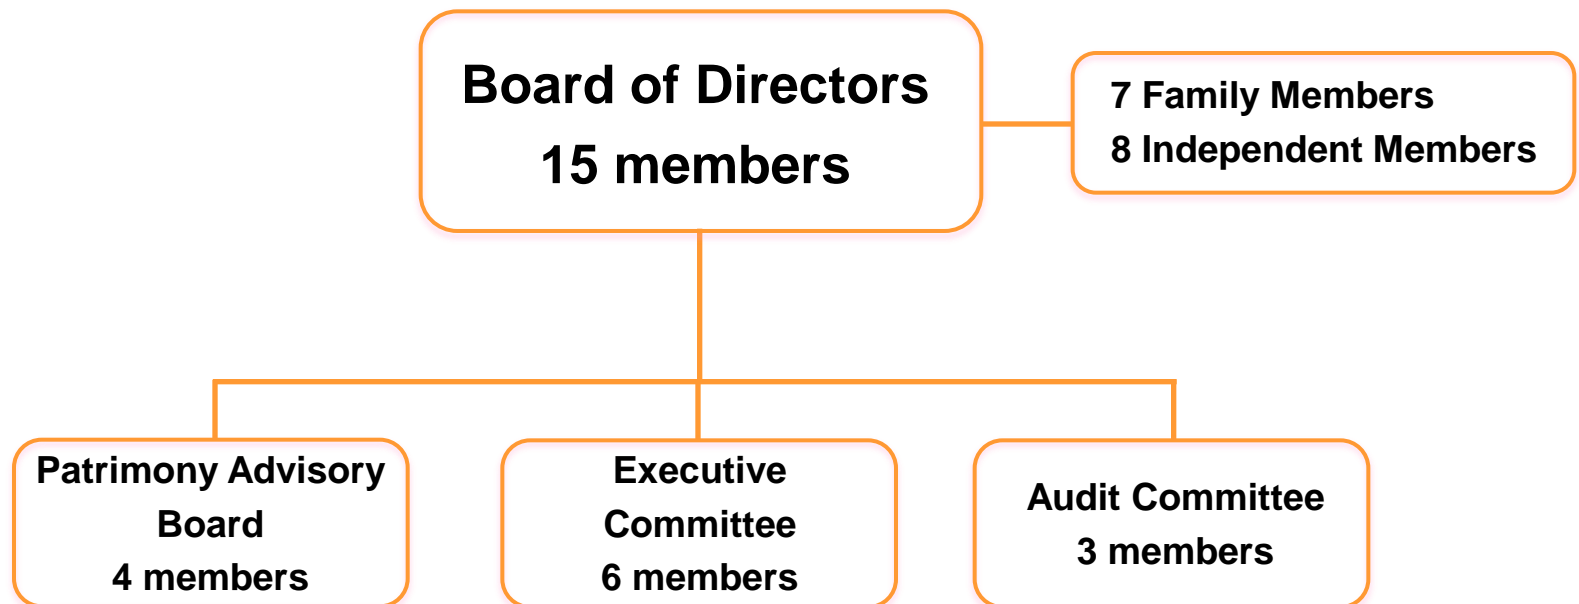 Board of Directors
15 members
7 Family Members
8 Independent Members
Patrimony Advisory
Board
4 members
Executive
Committee
6 members
Audit Committee
3 members